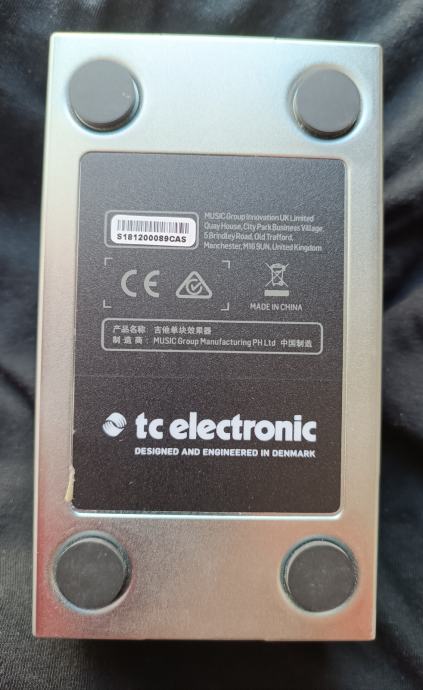 S181200089CAS
MUSIC Group Innovation UK Limited
Quay House, City Park Business Village,
5 Brindley Road, Old Trafford,
Manchester, M16 9UN, United Kingdom
CE
MADE IN CHINA
产品名称: 吉他单块效果器
制 造 商: MUSIC Group Manufacturing PH Ltd 中国制造
tc electronic
DESIGNED AND ENGINEERED IN DENMARK